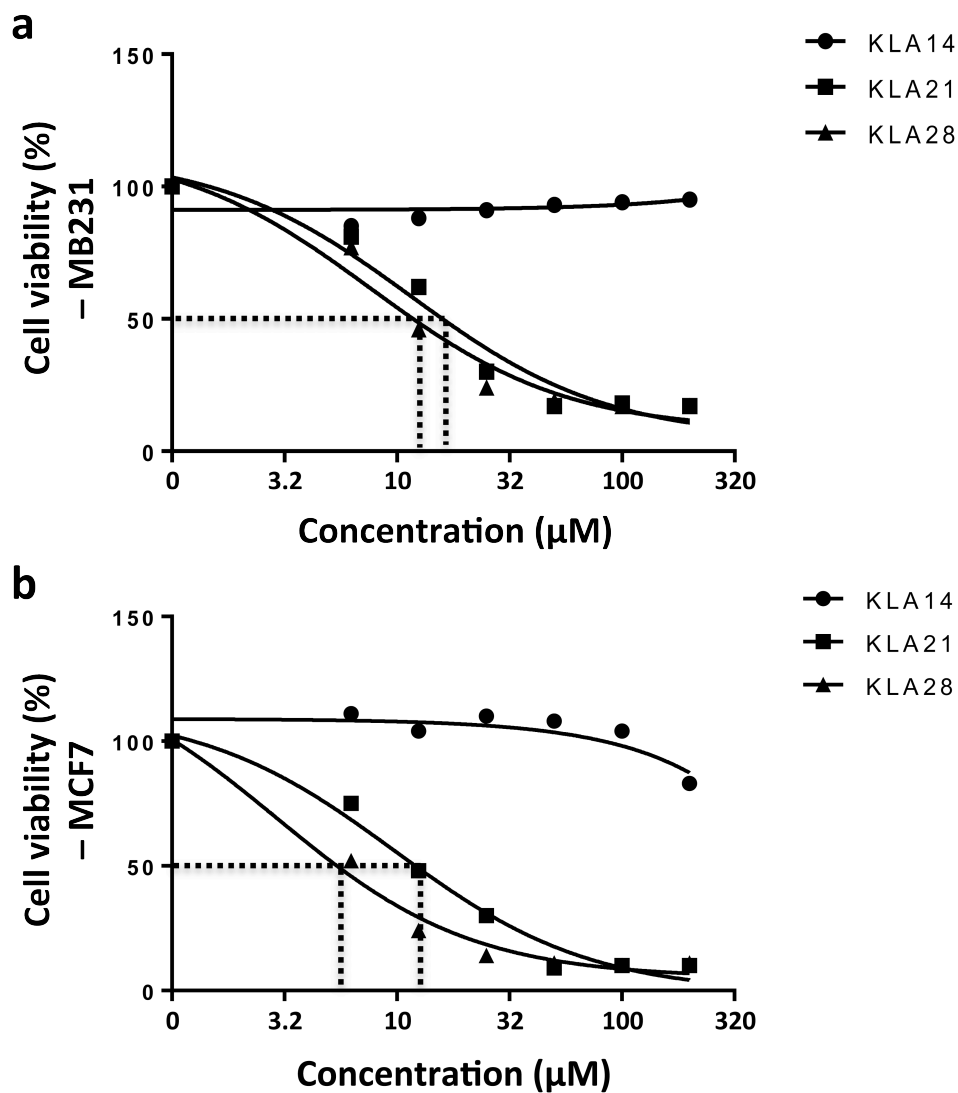 a
KLA14
KLA21
KLA28
150
100
50
0
Cell viability (%)
– MB231
0 3.2 10 32 100 320
Concentration (µM)
b
KLA14
KLA21
KLA28
150
100
50
0
Cell viability (%)
– MCF7
0 3.2 10 32 100 320
Concentration (µM)